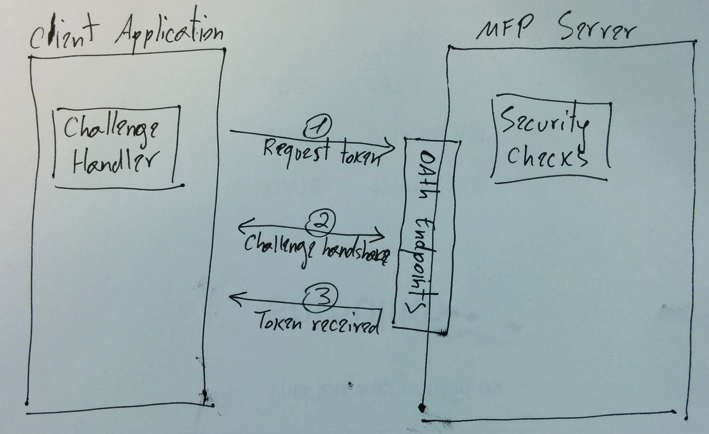 Client Application
MFP Server
Challenge
Handler
Security
Checks
1
Request token
2
Challenge handshake
3
Token received
OAth Endpoints